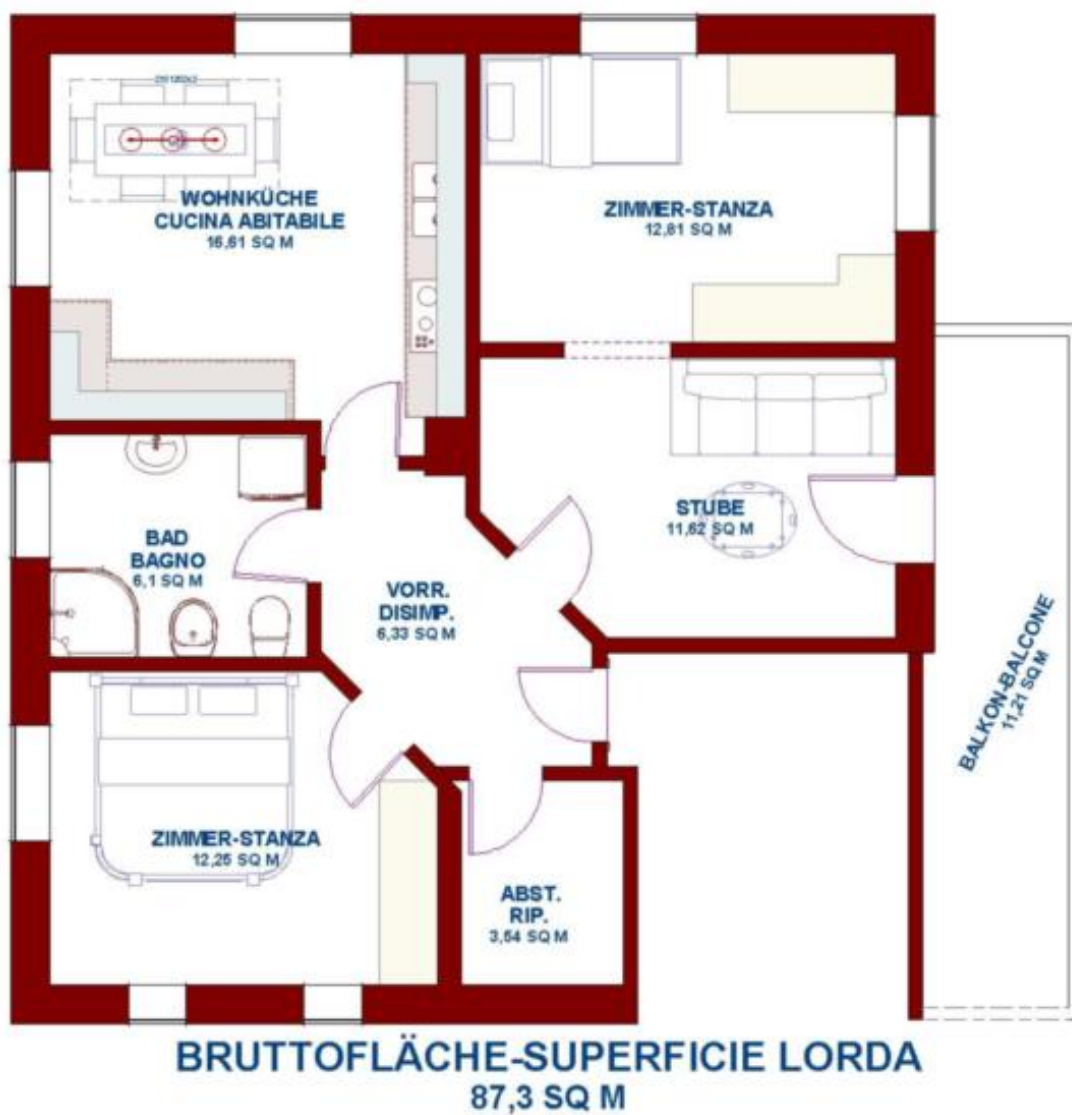 WOHNKÜCHE
CUCINA ABITABILE
16,61 SQ M
ZIMMER-STANZA
12,81 SQ M
STUBE
11,62 SQ M
BAD
BAGNO
6,1 SQ M
VORR.
DISIMP.
6,33 SQ M
BALKON-BALCONE
11,21 SQ M
ZIMMER-STANZA
12,25 SQ M
ABST.
RIP.
3,54 SQ M
BRUTTOFLÄCHE-SUPERFICIE LORDA
87,3 SQ M